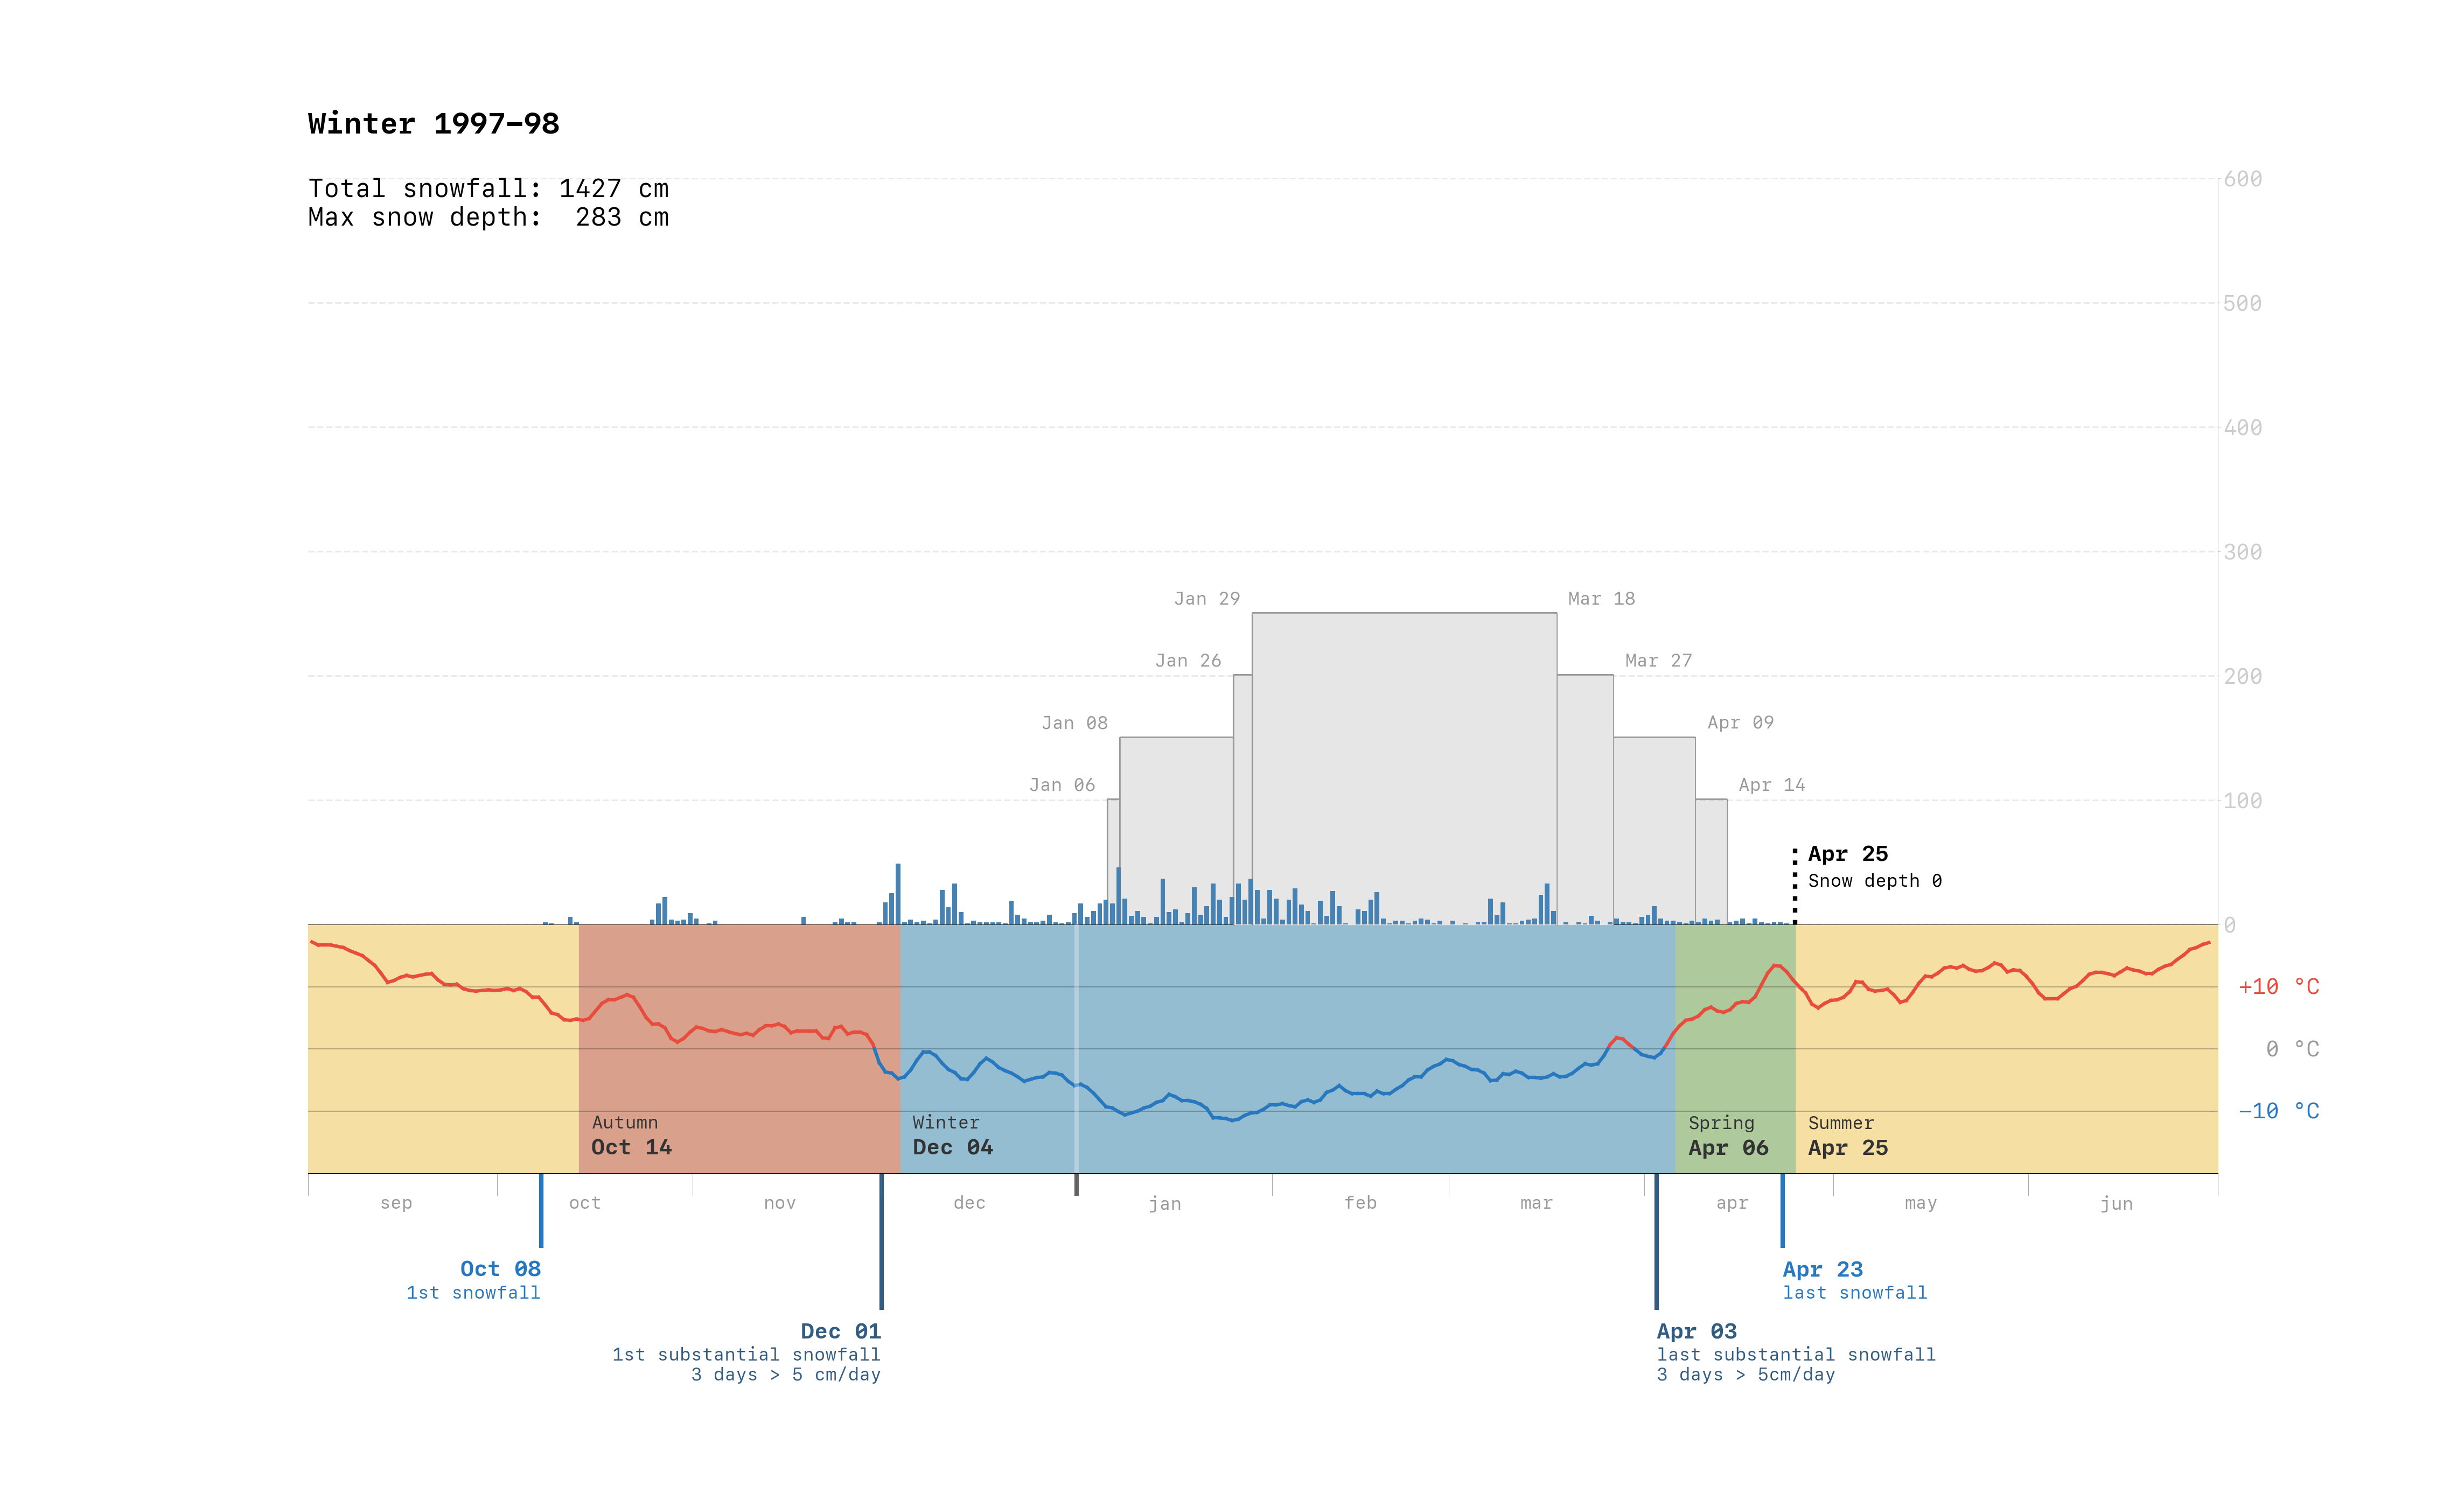 Winter 1997–98
Total snowfall: 1427 cm
Max snow depth: 283 cm
600
500
400
300
200
100
0
Jan 29
Mar 18
Jan 26
Mar 27
Jan 08
Apr 09
Jan 06
Apr 14
Apr 25
Snow depth 0
+10 °C
0 °C
−10 °C
Autumn
Oct 14
Winter
Dec 04
Spring
Apr 06
Summer
Apr 25
sep
oct
nov
dec
jan
feb
mar
apr
may
jun
Oct 08
1st snowfall
Dec 01
1st substantial snowfall
3 days > 5 cm/day
Apr 03
last substantial snowfall
3 days > 5cm/day
Apr 23
last snowfall